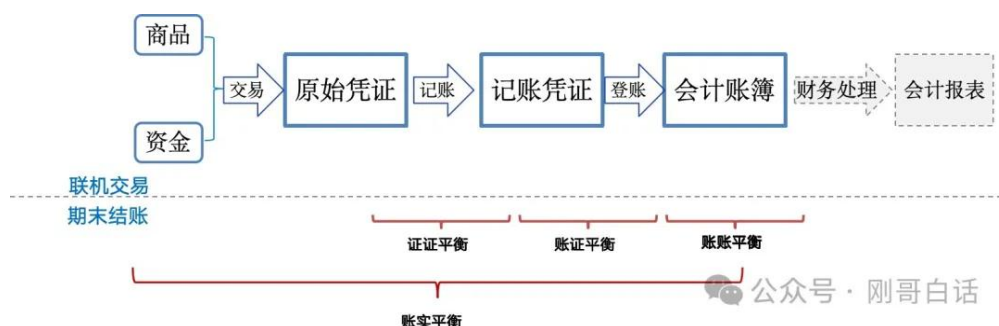 商品
资金
交易
原始凭证
记账
记账凭证
登账
会计账簿
财务处理
会计报表
联机交易
期末结账
证证平衡
账证平衡
账账平衡
账实平衡
公众号 · 刚哥白话